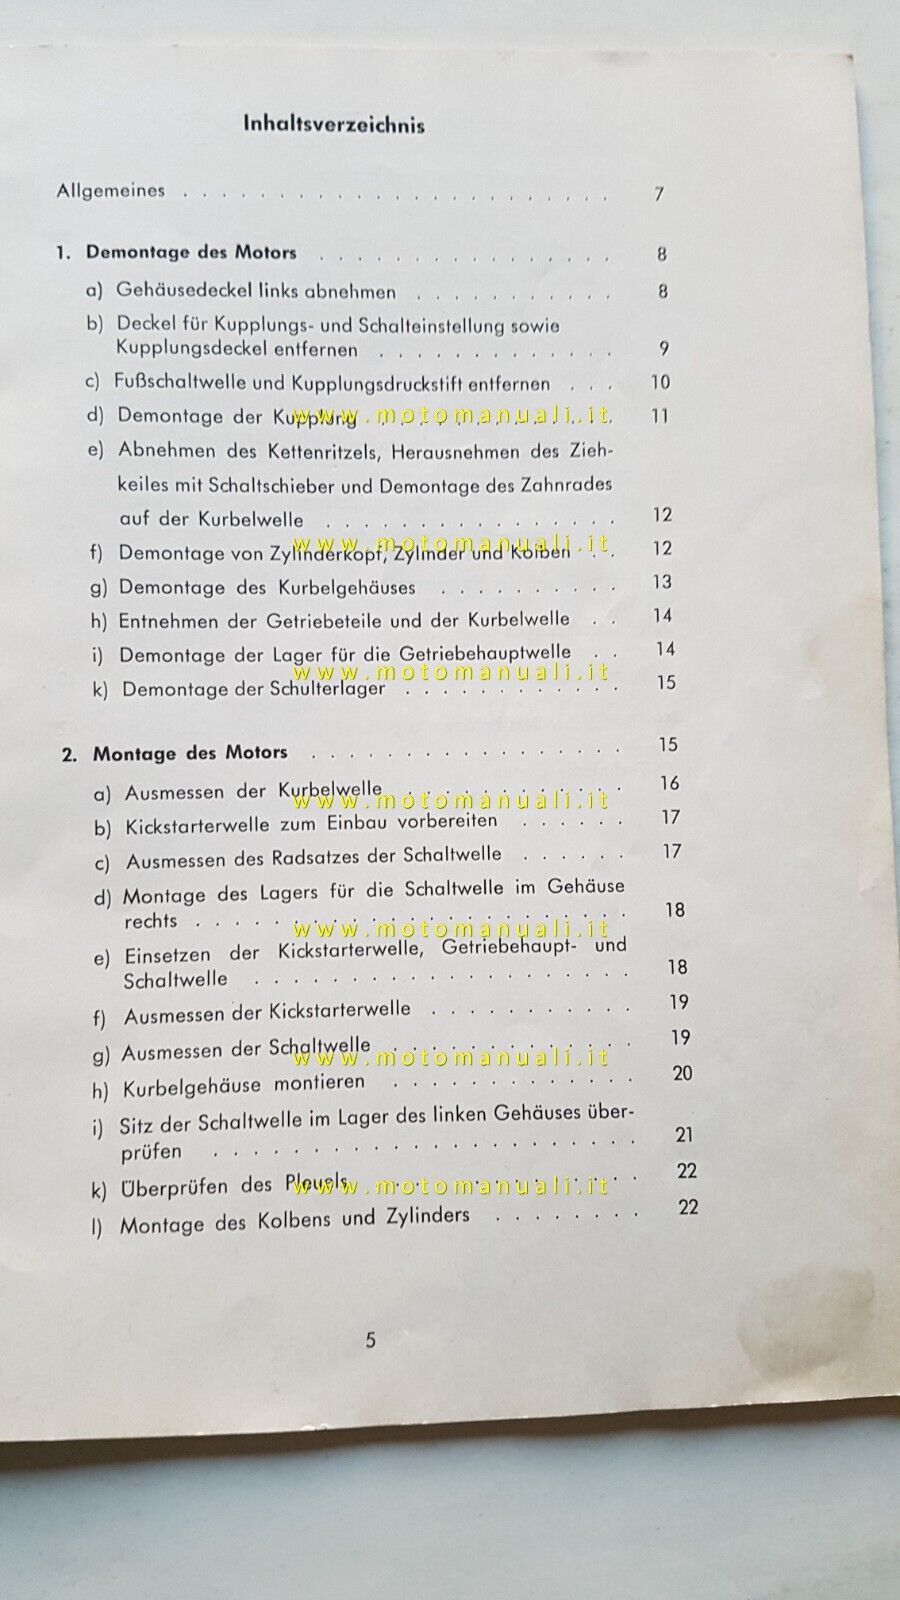 Inhaltsverzeichnis
Allgemeines . . . . . . . . . . . . . . . . . . . . . . . 7
1. Demontage des Motors . . . . . . . . . . . . . . . . 8
a) Gehäusedeckel links abnehmen . . . . . . . . . . . 8
b) Deckel für Kupplungs- und Schalteinstellung sowie
Kupplungsdeckel entfernen . . . . . . . . . . . . . 9
c) Fußschaltwelle und Kupplungsdruckstift entfernen . . . 10
d) Demontage der Kupplung . . . . . . . . . . . . . 11
www.motomanuali.it
e) Abnehmen des Kettenritzels, Herausnehmen des Zieh-
keiles mit Schaltschieber und Demontage des Zahnrades
auf der Kurbelwelle . . . . . . . . . . . . . . . . 12
www.motomanuali.it
f) Demontage von Zylinderkopf, Zylinder und Kolben . . 12
g) Demontage des Kurbelgehäuses . . . . . . . . . . 13
h) Entnehmen der Getriebeteile und der Kurbelwelle . . 14
i) Demontage der Lager für die Getriebehauptwelle . . 14
www.motomanuali.it
k) Demontage der Schulterlager . . . . . . . . . . . . 15
2. Montage des Motors . . . . . . . . . . . . . . . . . 15
a) Ausmessen der Kurbelwelle . . . . . . . . . . . . 16
www.motomanuali.it
b) Kickstarterwelle zum Einbau vorbereiten . . . . . . 17
c) Ausmessen des Radsatzes der Schaltwelle . . . . . . 17
d) Montage des Lagers für die Schaltwelle im Gehäuse
rechts . . . . . . . . . . . . . . . . . . . . . . 18
www.motomanuali.it
e) Einsetzen der Kickstarterwelle, Getriebehaupt- und
Schaltwelle . . . . . . . . . . . . . . . . . . . . 18
f) Ausmessen der Kickstarterwelle . . . . . . . . . . . 19
g) Ausmessen der Schaltwelle . . . . . . . . . . . . . 19
www.motomanuali.it
h) Kurbelgehäuse montieren . . . . . . . . . . . . . 20
i) Sitz der Schaltwelle im Lager des linken Gehäuses über-
prüfen . . . . . . . . . . . . . . . . . . . . . . 21
k) Überprüfen des Pleuels . . . . . . . . . . . . . . 22
www.motomanuali.it
l) Montage des Kolbens und Zylinders . . . . . . . . 22
5